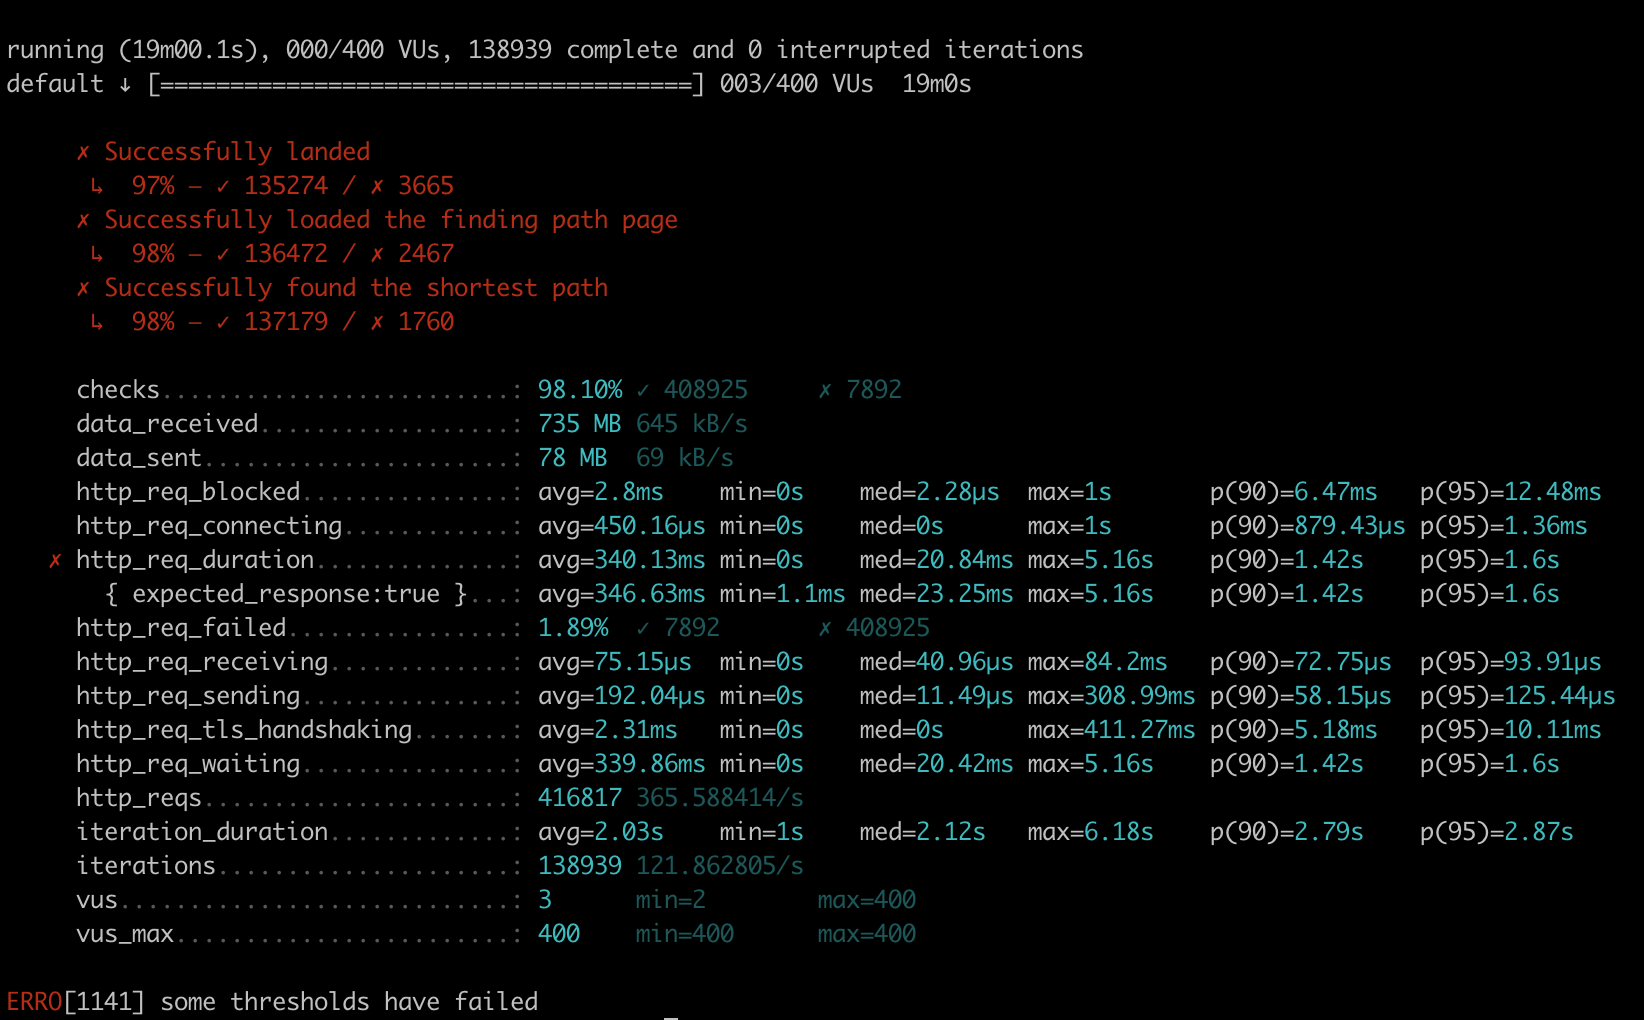 running (19m00.1s), 000/400 VUs, 138939 complete and 0 interrupted iterations
default ↓ [======================================] 003/400 VUs  19m0s
✗ Successfully landed
↳  97% — ✓ 135274 / ✗ 3665
✗ Successfully loaded the finding path page
↳  98% — ✓ 136472 / ✗ 2467
✗ Successfully found the shortest path
↳  98% — ✓ 137179 / ✗ 1760
checks.........................: 98.10% ✓ 408925     ✗ 7892
data_received..................: 735 MB 645 kB/s
data_sent......................: 78 MB  69 kB/s
http_req_blocked...............: avg=2.8ms    min=0s    med=2.28µs  max=1s       p(90)=6.47ms   p(95)=12.48ms
http_req_connecting............: avg=450.16µs min=0s    med=0s      max=1s       p(90)=879.43µs p(95)=1.36ms
✗ http_req_duration..............: avg=340.13ms min=0s    med=20.84ms max=5.16s    p(90)=1.42s    p(95)=1.6s
{ expected_response:true }...: avg=346.63ms min=1.1ms med=23.25ms max=5.16s    p(90)=1.42s    p(95)=1.6s
http_req_failed................: 1.89%  ✓ 7892       ✗ 408925
http_req_receiving.............: avg=75.15µs  min=0s    med=40.96µs max=84.2ms   p(90)=72.75µs  p(95)=93.91µs
http_req_sending...............: avg=192.04µs min=0s    med=11.49µs max=308.99ms p(90)=58.15µs  p(95)=125.44µs
http_req_tls_handshaking.......: avg=2.31ms   min=0s    med=0s      max=411.27ms p(90)=5.18ms   p(95)=10.11ms
http_req_waiting...............: avg=339.86ms min=0s    med=20.42ms max=5.16s    p(90)=1.42s    p(95)=1.6s
http_reqs......................: 416817 365.588414/s
iteration_duration.............: avg=2.03s    min=1s    med=2.12s   max=6.18s    p(90)=2.79s    p(95)=2.87s
iterations.....................: 138939 121.862805/s
vus............................: 3      min=2        max=400
vus_max........................: 400    min=400      max=400
ERRO[1141] some thresholds have failed